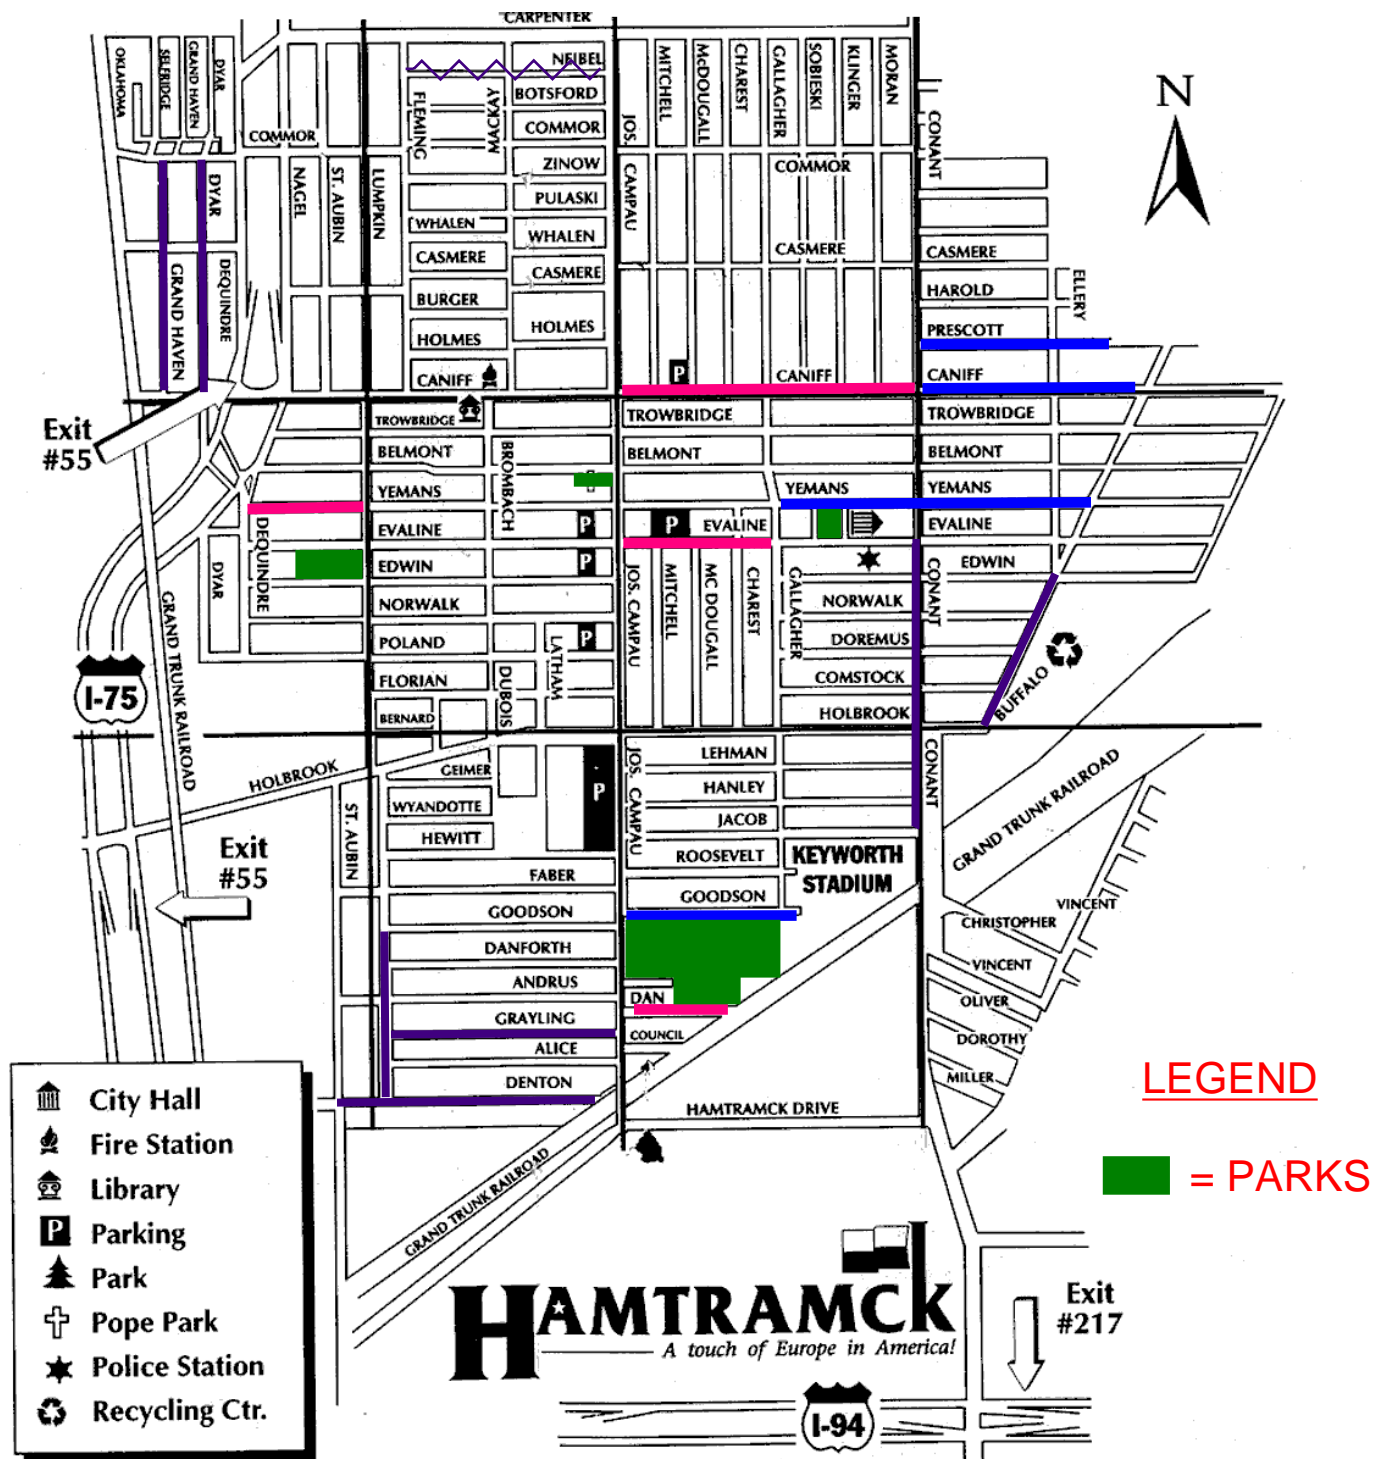 CARPENTER
OKLAHOMA
SELFRIDGE
GRAND HAVEN
DYAR
NEIBEL
BOTSFORD
COMMOR
ZINOW
PULASKI
WHALEN
CASMERE
HOLMES
FLEMING
MACKAY
JOS.
CAMPAU
MITCHELL
McDOUGALL
CHAREST
GALLAGHER
SOBIESKI
KLINGER
MORAN
CONANT
N
COMMOR
DYAR
NAGEL
ST. AUBIN
LUMPKIN
COMMOR
WHALEN
CASMERE
BURGER
HOLMES
CANIFF
CASMERE
CASMERE
HAROLD
PRESCOTT
CANIFF
ELLERY
GRAND HAVEN
DEQUINDRE
P
CANIFF
Exit
#55
TROWBRIDGE
BELMONT
YEMANS
EVALINE
EDWIN
NORWALK
POLAND
FLORIAN
BERNARD
BROMBACH
TROWBRIDGE
BELMONT
YEMANS
TROWBRIDGE
BELMONT
YEMANS
EVALINE
EDWIN
P
P
EVALINE
P
P
DEQUINDRE
DYAR
GRAND TRUNK RAILROAD
I-75
LATHAM
DUBOIS
JOS. CAMPAU
MITCHELL
MC DOUGALL
CHAREST
GALLAGHER
NORWALK
DOREMUS
COMSTOCK
HOLBROOK
CONANT
BUFFALO
HOLBROOK
GEIMER
WYANDOTTE
HEWITT
P
JOS. CAMPAU
LEHMAN
HANLEY
JACOB
ROOSEVELT
GOODSON
KEYWORTH
STADIUM
CONANT
GRAND TRUNK RAILROAD
ST. AUBIN
Exit
#55
FABER
GOODSON
DANFORTH
ANDRUS
GRAYLING
ALICE
DENTON
DAN
COUNCIL
VINCENT
CHRISTOPHER
VINCENT
OLIVER
DOROTHY
MILLER
HAMTRAMCK DRIVE
GRAND TRUNK RAILROAD
City Hall
Fire Station
Library
P Parking
Park
Pope Park
Police Station
Recycling Ctr.
LEGEND
= PARKS
HAMTRAMCK
A touch of Europe in America!
Exit
#217
I-94